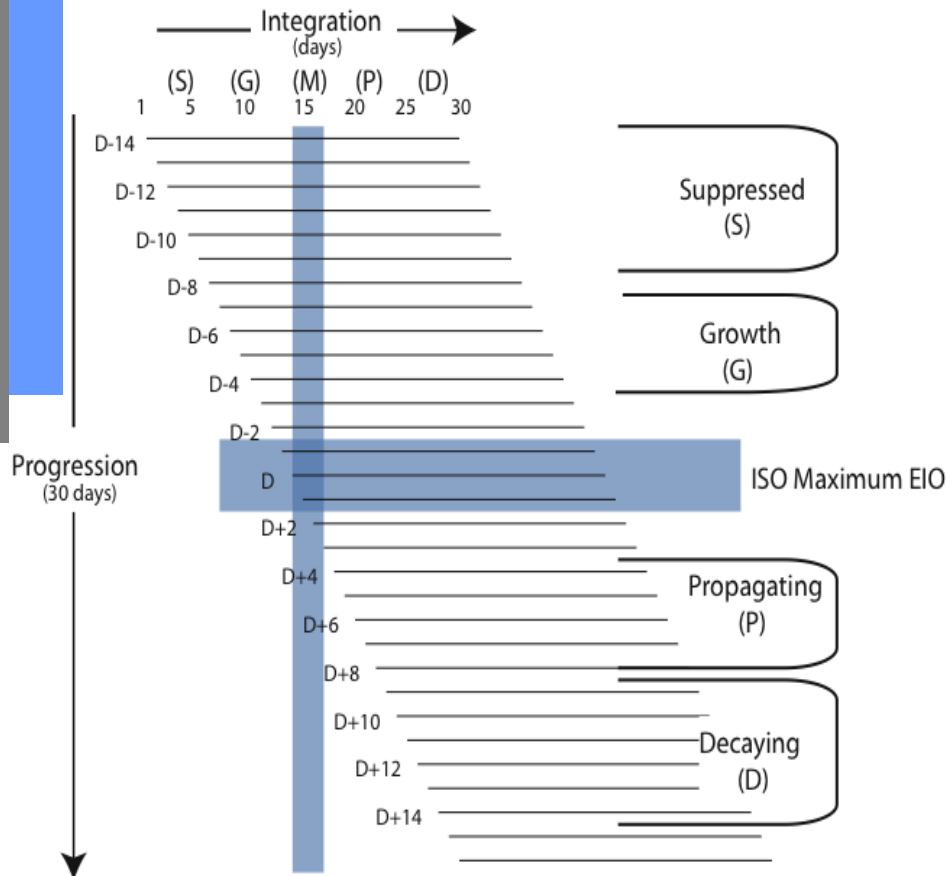 Integration
(days)
(S) (G) (M) (P) (D)
1 5 10 15 20 25 30
D-14
D-12
Suppressed
(S)
D-10
D-8
D-6
Growth
(G)
D-4
D-2
Progression
(30 days)
D
ISO Maximum EIO
D+2
D+4
Propagating
(P)
D+6
D+8
D+10
Decaying
(D)
D+12
D+14